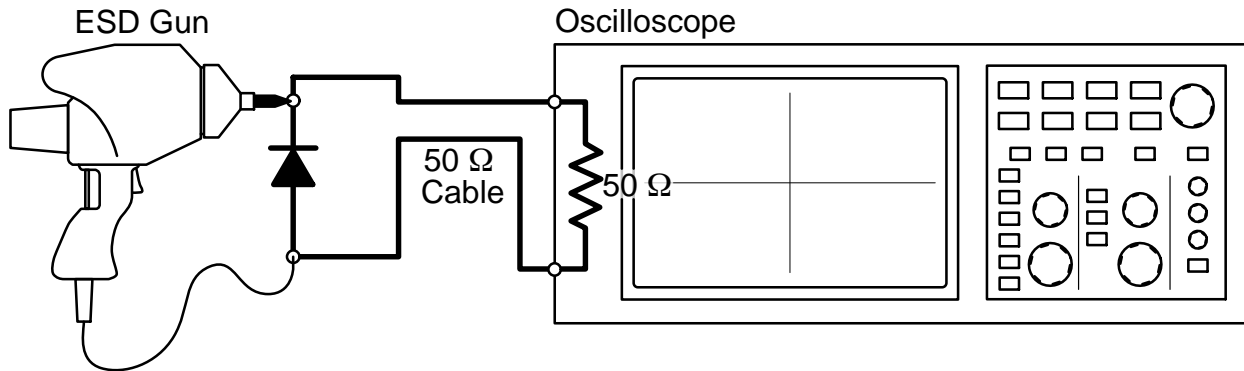 ESD Gun
Oscilloscope
50 Ω
Cable
50 Ω